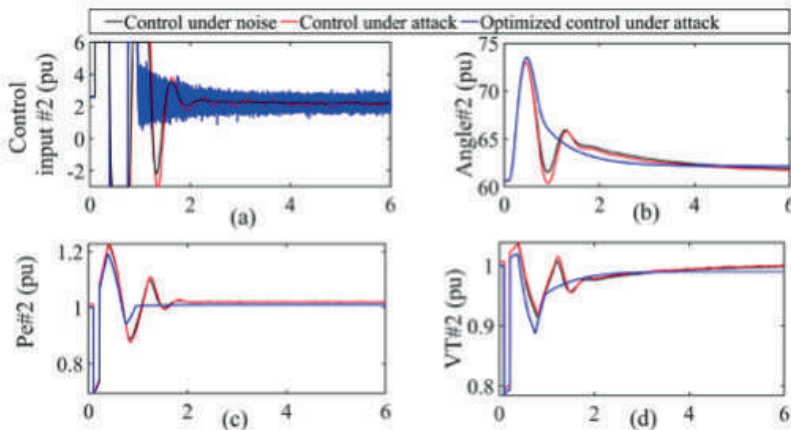 Control under noise Control under attack Optimized control under attack
6
4
2
0
-2
Control
input #2 (pu)
0 2 4 6
(a)
75
70
65
60
Angle#2 (pu)
0 2 4 6
(b)
1.2
1
0.8
Pe#2 (pu)
0 2 4 6
(c)
1
0.9
0.8
VT#2 (pu)
0 2 4 6
(d)